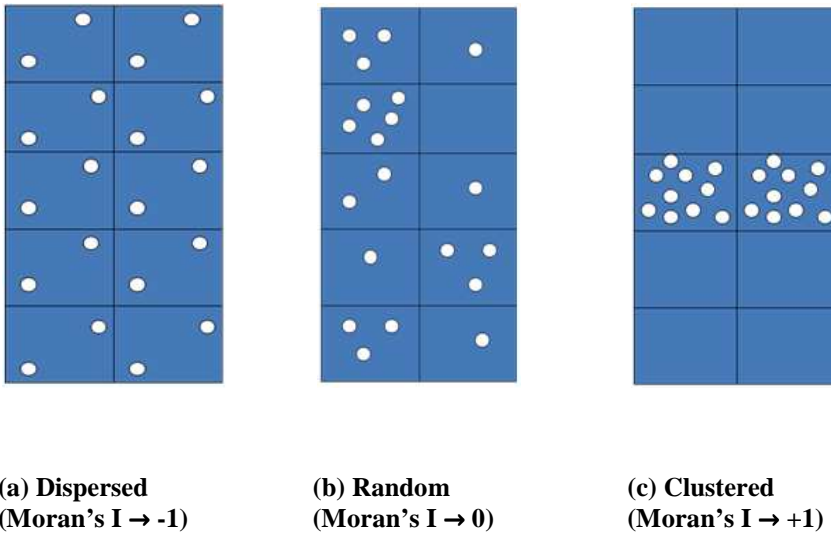 (a) Dispersed
(Moran's I → -1)
(b) Random
(Moran's I → 0)
(c) Clustered
(Moran's I → +1)